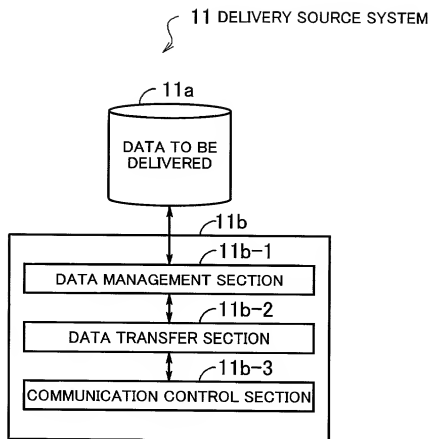 11 DELIVERY SOURCE SYSTEM
11a
DATA TO BE
DELIVERED
11b
11b-1
DATA MANAGEMENT SECTION
11b-2
DATA TRANSFER SECTION
11b-3
COMMUNICATION CONTROL SECTION